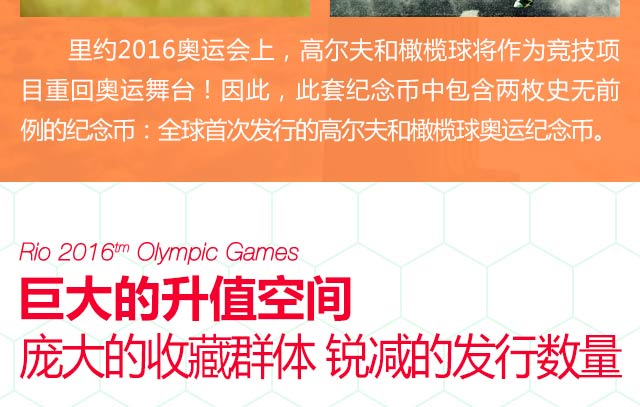 里约2016奥运会上，高尔夫和橄榄球将作为竞技项
目重回奥运舞台！因此，此套纪念币中包含两枚史无前
例的纪念币：全球首次发行的高尔夫和橄榄球奥运纪念币。
Rio 2016tm Olympic Games
巨大的升值空间
庞大的收藏群体 锐减的发行数量